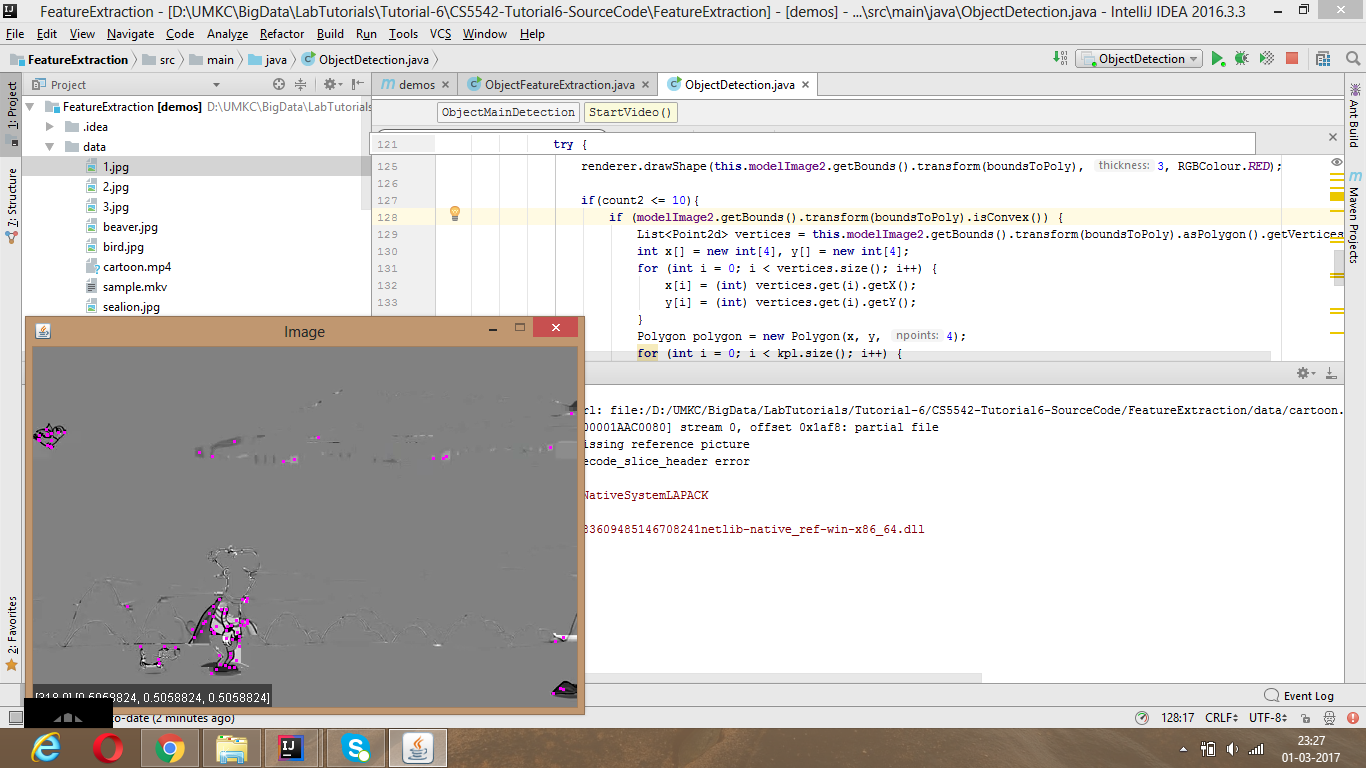 FeatureExtraction - [D:\UMKC\BigData\LabTutorials\Tutorial-6\CS5542-Tutorial6-SourceCode\FeatureExtraction] - [demos] - ...\src\main\java\ObjectDetection.java - IntelliJ IDEA 2016.3.3
File Edit View Navigate Code Analyze Refactor Build Run Tools VCS Window Help
FeatureExtraction src main java ObjectDetection.java
ObjectDetection
Project
demos ObjectFeatureExtraction.java ObjectDetection.java
1: Project
7: Structure
2: Favorites
Ant Build
Maven Projects
FeatureExtraction [demos] D:\UMKC\BigData\LabTutorials
.idea
data
1.jpg
2.jpg
3.jpg
beaver.jpg
bird.jpg
cartoon.mp4
sample.mkv
sealion.jpg
ObjectMainDetection StartVideo()
121 try {
125 renderer.drawShape(this.modelImage2.getBounds().transform(boundsToPoly), thickness: 3, RGBColour.RED);
126
127 if(count2 <= 10){
128 if (modelImage2.getBounds().transform(boundsToPoly).isConvex()) {
129 List<Point2d> vertices = this.modelImage2.getBounds().transform(boundsToPoly).asPolygon().getVertices
130 int x[] = new int[4], y[] = new int[4];
131 for (int i = 0; i < vertices.size(); i++) {
132 x[i] = (int) vertices.get(i).getX();
133 y[i] = (int) vertices.get(i).getY();
}
Polygon polygon = new Polygon(x, y, npoints: 4);
for (int i = 0; i < kpl.size(); i++) {
Image
rl: file:/D:/UMKC/BigData/LabTutorials/Tutorial-6/CS5542-Tutorial6-SourceCode/FeatureExtraction/data/cartoon.
00001AAC0080] stream 0, offset 0x1af8: partial file
issing reference picture
ecode_slice_header error
NativeSystemLAPACK
83609485146708241netlib-native_ref-win-x86_64.dll
0.5058824, 0.5058824]
Event Log
to-date (2 minutes ago)
128:17 CRLF UTF-8
23:27
01-03-2017